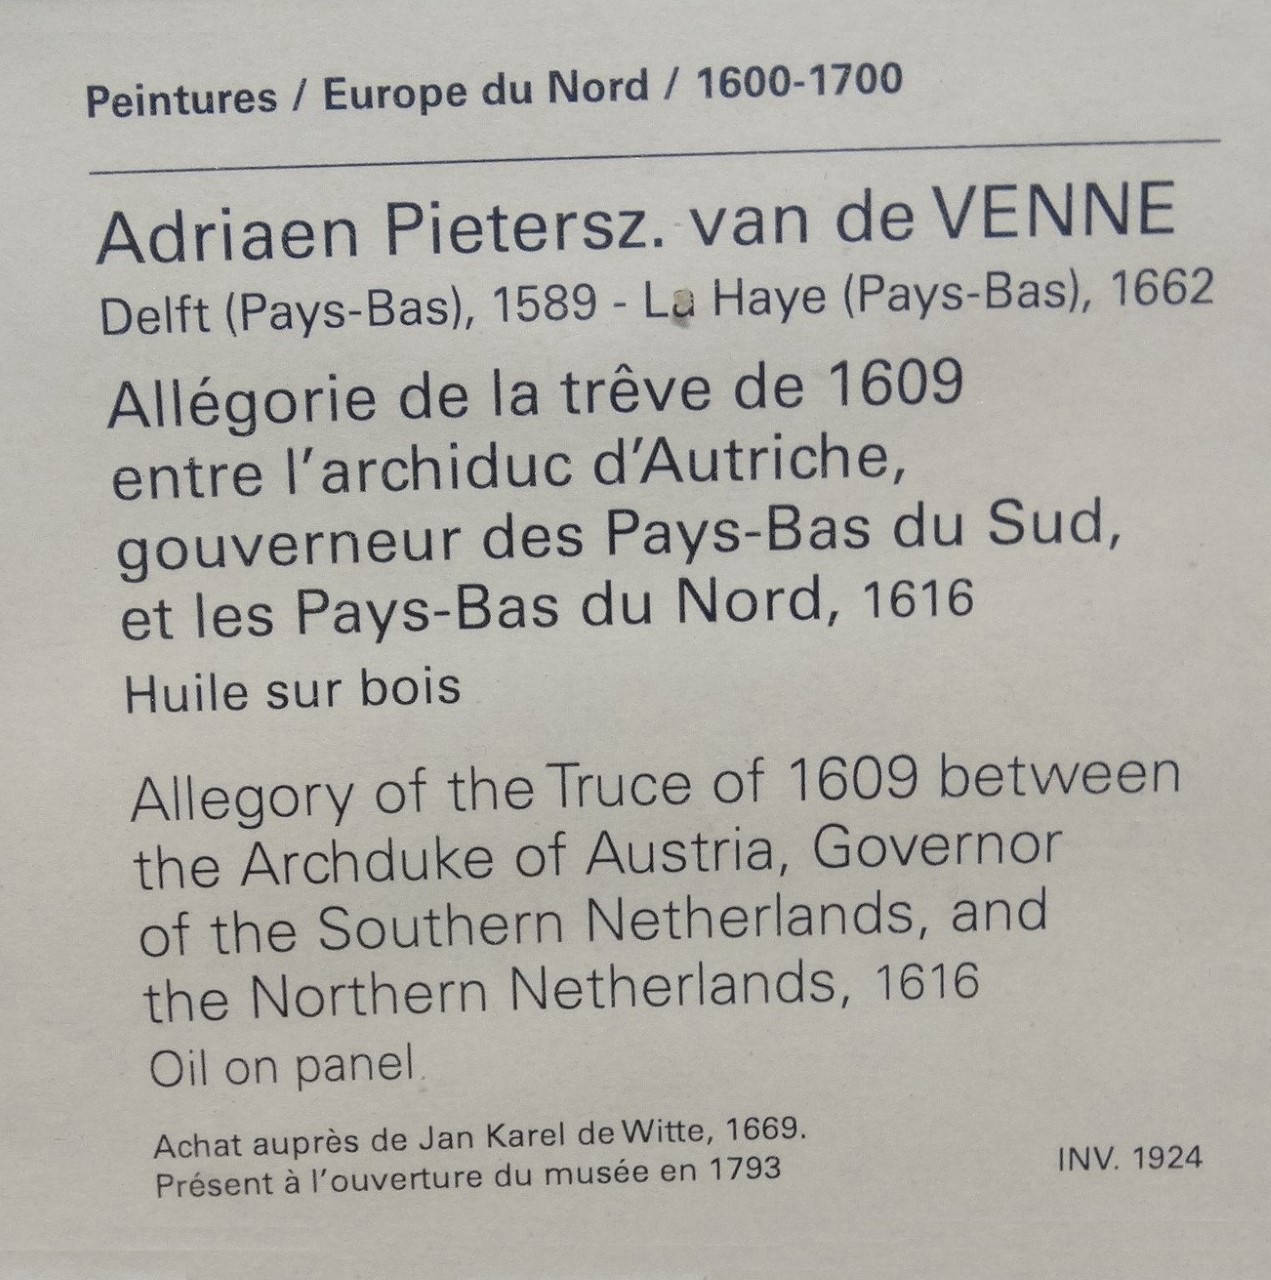 Peintures / Europe du Nord / 1600-1700
Adriaen Pietersz. van de VENNE
Delft (Pays-Bas), 1589 - La Haye (Pays-Bas), 1662
Allégorie de la trêve de 1609
entre l'archiduc d'Autriche,
gouverneur des Pays-Bas du Sud,
et les Pays-Bas du Nord, 1616
Huile sur bois
Allegory of the Truce of 1609 between
the Archduke of Austria, Governor
of the Southern Netherlands, and
the Northern Netherlands, 1616
Oil on panel
Achat auprès de Jan Karel de Witte, 1669.
Présent à l'ouverture du musée en 1793
INV. 1924